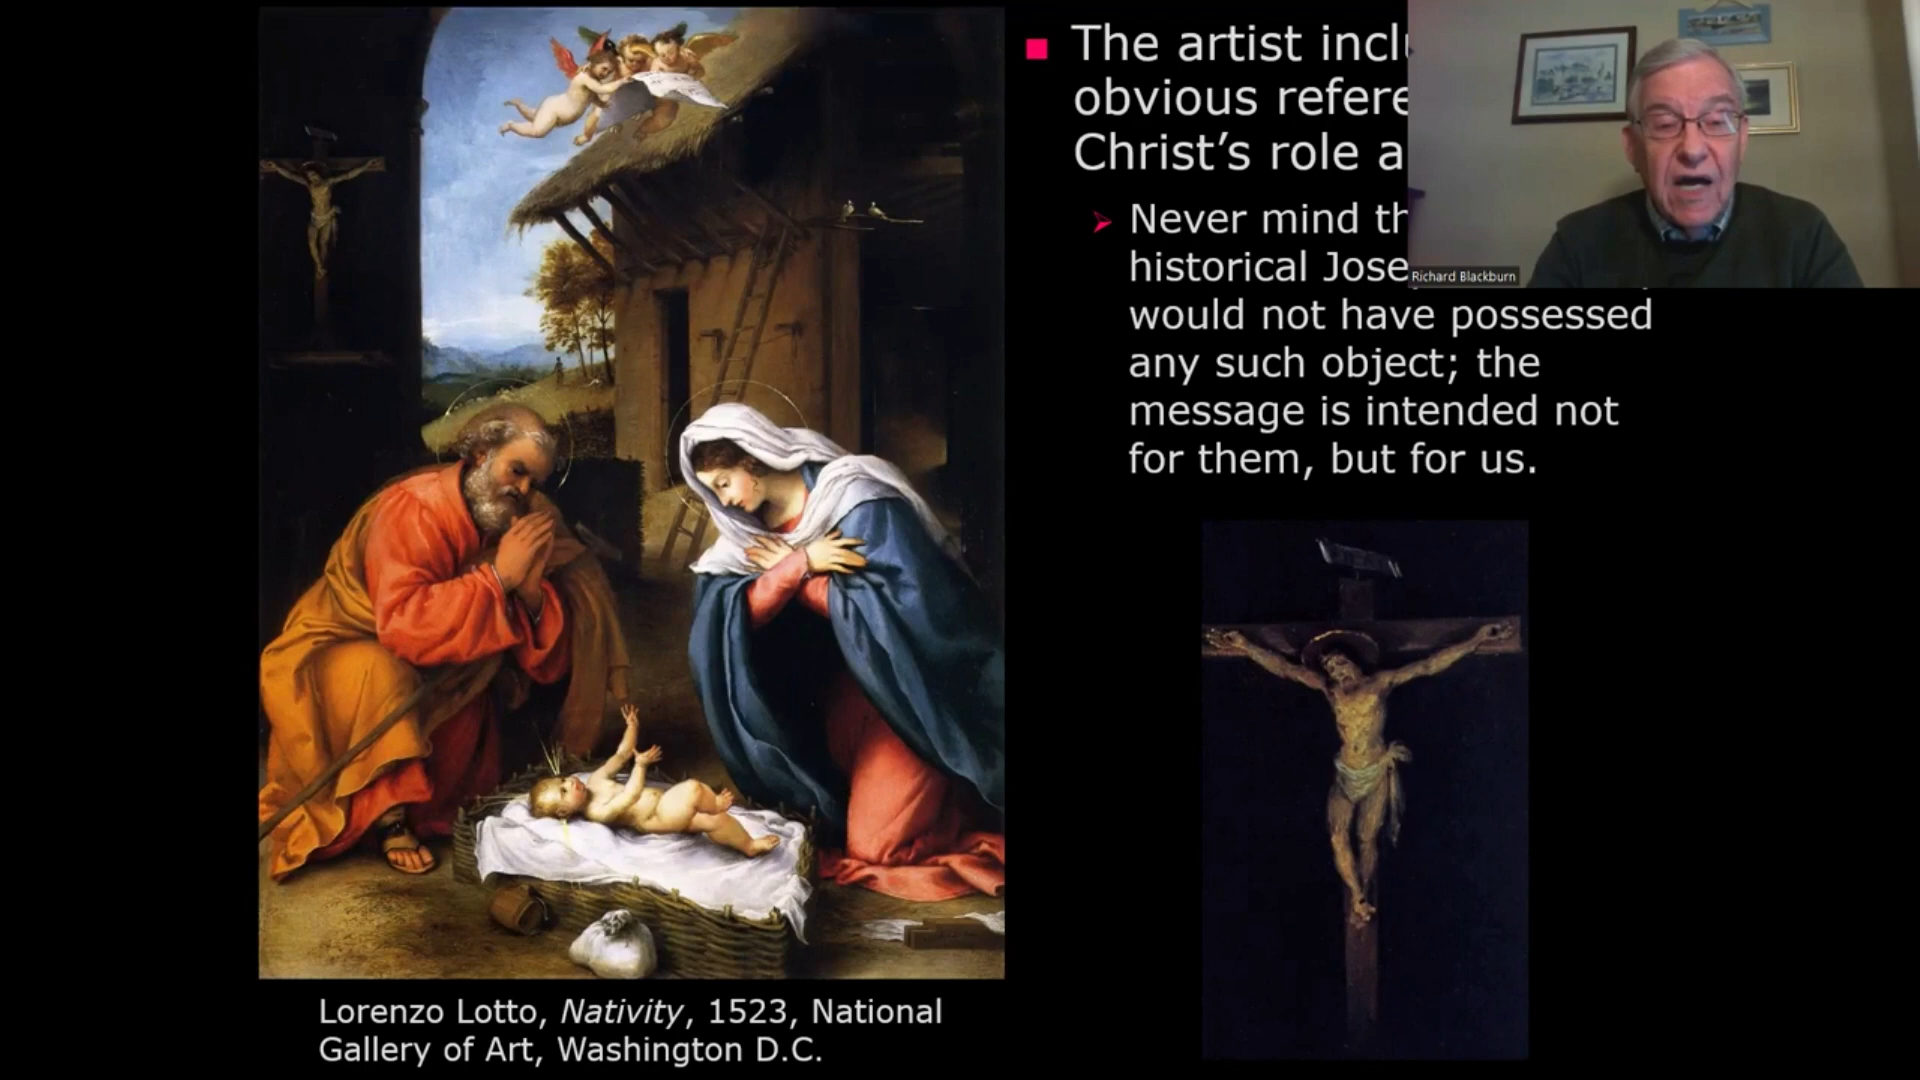 The artist incl
obvious refere
Christ's role a
Never mind th
historical Jose
would not have possessed
any such object; the
message is intended not
for them, but for us.
Richard Blackburn
Lorenzo Lotto, Nativity, 1523, National
Gallery of Art, Washington D.C.